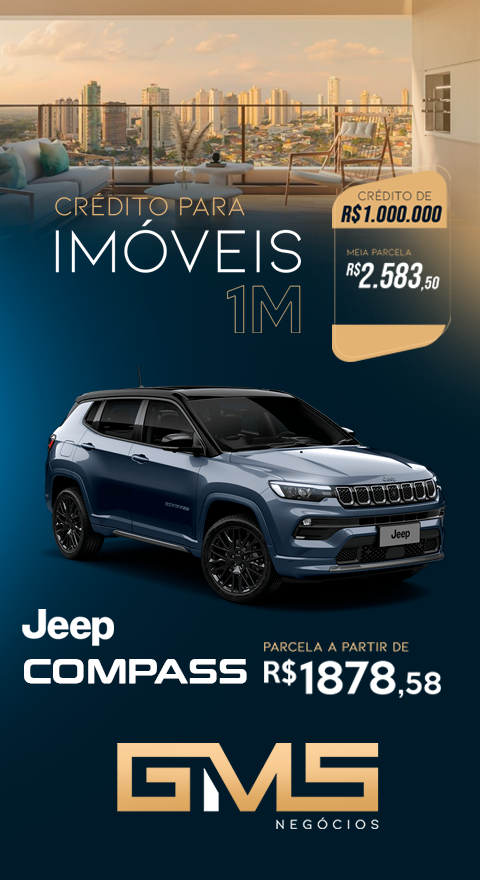 CRÉDITO PARA
IMÓVEIS
1M
CRÉDITO DE
R$1.000.000
MEIA PARCELA
R$2.583,50
Jeep
Jeep
COMPASS
PARCELA A PARTIR DE
R$1878,58
GMS
NEGÓCIOS